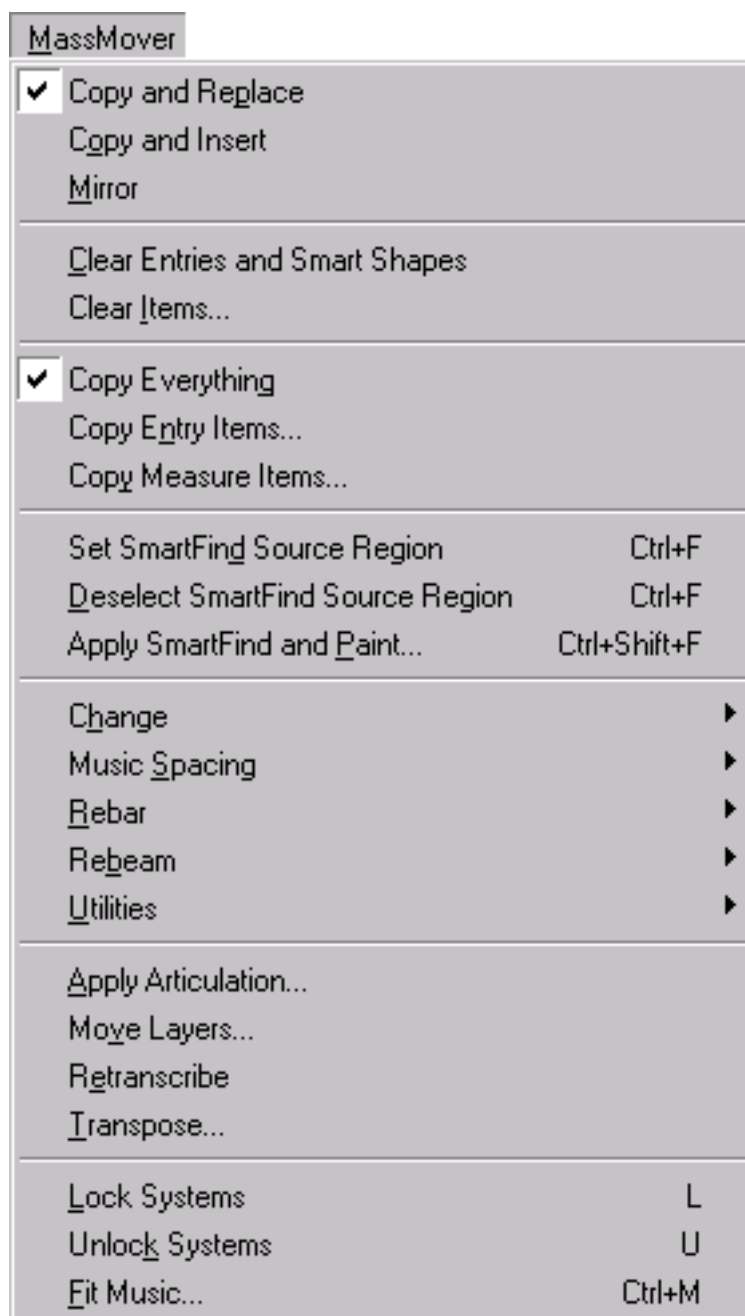 MassMover
Copy and Replace
Copy and Insert
Mirror
Clear Entries and Smart Shapes
Clear Items...
Copy Everything
Copy Entry Items...
Copy Measure Items...
Set SmartFind Source Region Ctrl+F
Deselect SmartFind Source Region Ctrl+F
Apply SmartFind and Paint... Ctrl+Shift+F
Change
Music Spacing
Rebar
Rebeam
Utilities
Apply Articulation...
Move Layers...
Retranscribe
Transpose...
Lock Systems L
Unlock Systems U
Fit Music... Ctrl+M